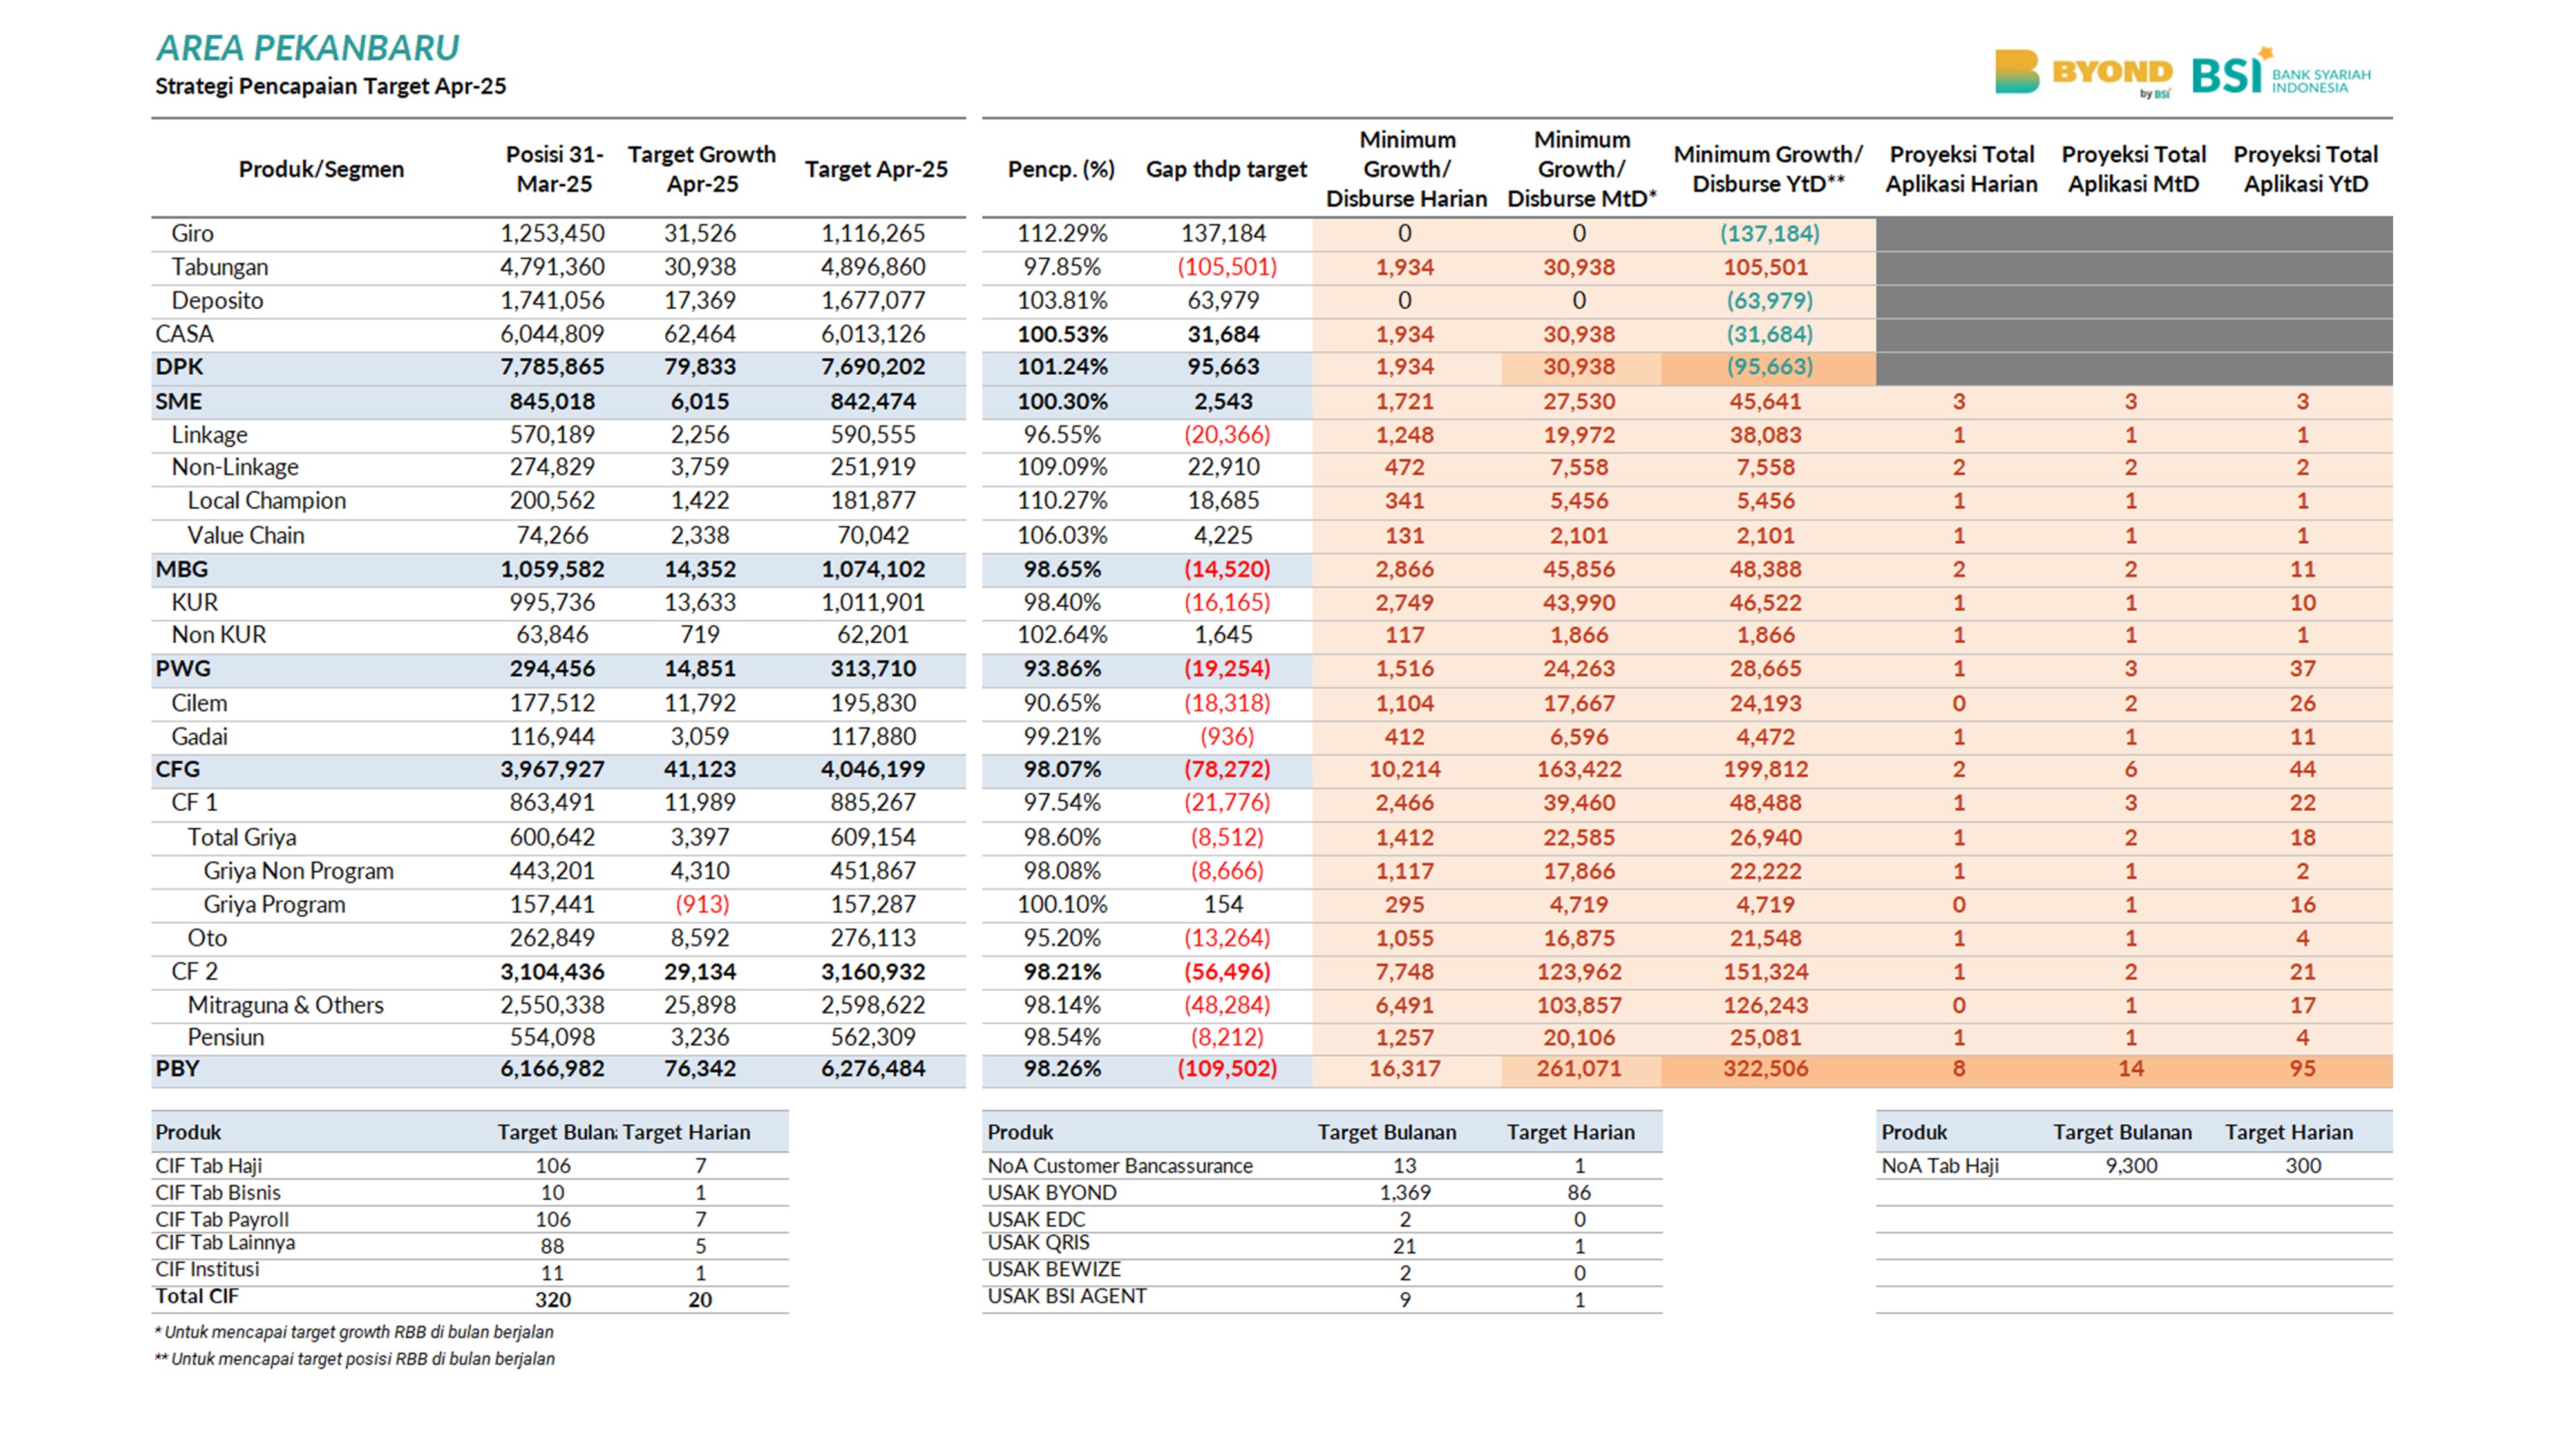 AREA PEKANBARU
Strategi Pencapaian Target Apr-25
BYOND
by BSI
BSI BANK SYARIAH
INDONESIA
Produk/Segmen Posisi 31-Mar-25 Target Growth Apr-25 Target Apr-25 Pencp. (%) Gap thdp target Minimum Growth/ Disburse Harian Minimum Growth/ Disburse MtD* Minimum Growth/ Disburse YtD** Proyeksi Total Aplikasi Harian Proyeksi Total Aplikasi MtD Proyeksi Total Aplikasi YtD
Giro 1,253,450 31,526 1,116,265 112.29% 137,184 0 0 (137,184)
Tabungan 4,791,360 30,938 4,896,860 97.85% (105,501) 1,934 30,938 105,501
Deposito 1,741,056 17,369 1,677,077 103.81% 63,979 0 0 (63,979)
CASA 6,044,809 62,464 6,013,126 100.53% 31,684 1,934 30,938 (31,684)
DPK 7,785,865 79,833 7,690,202 101.24% 95,663 1,934 30,938 (95,663)
SME 845,018 6,015 842,474 100.30% 2,543 1,721 27,530 45,641 3 3 3
Linkage 570,189 2,256 590,555 96.55% (20,366) 1,248 19,972 38,083 1 1 1
Non-Linkage 274,829 3,759 251,919 109.09% 22,910 472 7,558 7,558 2 2 2
Local Champion 200,562 1,422 181,877 110.27% 18,685 341 5,456 5,456 1 1 1
Value Chain 74,266 2,338 70,042 106.03% 4,225 131 2,101 2,101 1 1 1
MBG 1,059,582 14,352 1,074,102 98.65% (14,520) 2,866 45,856 48,388 2 2 11
KUR 995,736 13,633 1,011,901 98.40% (16,165) 2,749 43,990 46,522 1 1 10
Non KUR 63,846 719 62,201 102.64% 1,645 117 1,866 1,866 1 1 1
PWG 294,456 14,851 313,710 93.86% (19,254) 1,516 24,263 28,665 1 3 37
Cilem 177,512 11,792 195,830 90.65% (18,318) 1,104 17,667 24,193 0 2 26
Gadai 116,944 3,059 117,880 99.21% (936) 412 6,596 4,472 1 1 11
CFG 3,967,927 41,123 4,046,199 98.07% (78,272) 10,214 163,422 199,812 2 6 44
CF 1 863,491 11,989 885,267 97.54% (21,776) 2,466 39,460 48,488 1 3 22
Total Griya 600,642 3,397 609,154 98.60% (8,512) 1,412 22,585 26,940 1 2 18
Griya Non Program 443,201 4,310 451,867 98.08% (8,666) 1,117 17,866 22,222 1 1 2
Griya Program 157,441 (913) 157,287 100.10% 154 295 4,719 4,719 0 1 16
Oto 262,849 8,592 276,113 95.20% (13,264) 1,055 16,875 21,548 1 1 4
CF 2 3,104,436 29,134 3,160,932 98.21% (56,496) 7,748 123,962 151,324 1 2 21
Mitraguna & Others 2,550,338 25,898 2,598,622 98.14% (48,284) 6,491 103,857 126,243 0 1 17
Pensiun 554,098 3,236 562,309 98.54% (8,212) 1,257 20,106 25,081 1 1 4
PBY 6,166,982 76,342 6,276,484 98.26% (109,502) 16,317 261,071 322,506 8 14 95
Produk Target Bulan Target Harian
CIF Tab Haji 106 7
CIF Tab Bisnis 10 1
CIF Tab Payroll 106 7
CIF Tab Lainnya 88 5
CIF Institusi 11 1
Total CIF 320 20
Produk Target Bulanan Target Harian
NoA Customer Bancassurance 13 1
USAK BYOND 1,369 86
USAK EDC 2 0
USAK QRIS 21 1
USAK BEWIZE 2 0
USAK BSI AGENT 9 1
Produk Target Bulanan Target Harian
NoA Tab Haji 9,300 300
* Untuk mencapai target growth RBB di bulan berjalan
** Untuk mencapai target posisi RBB di bulan berjalan